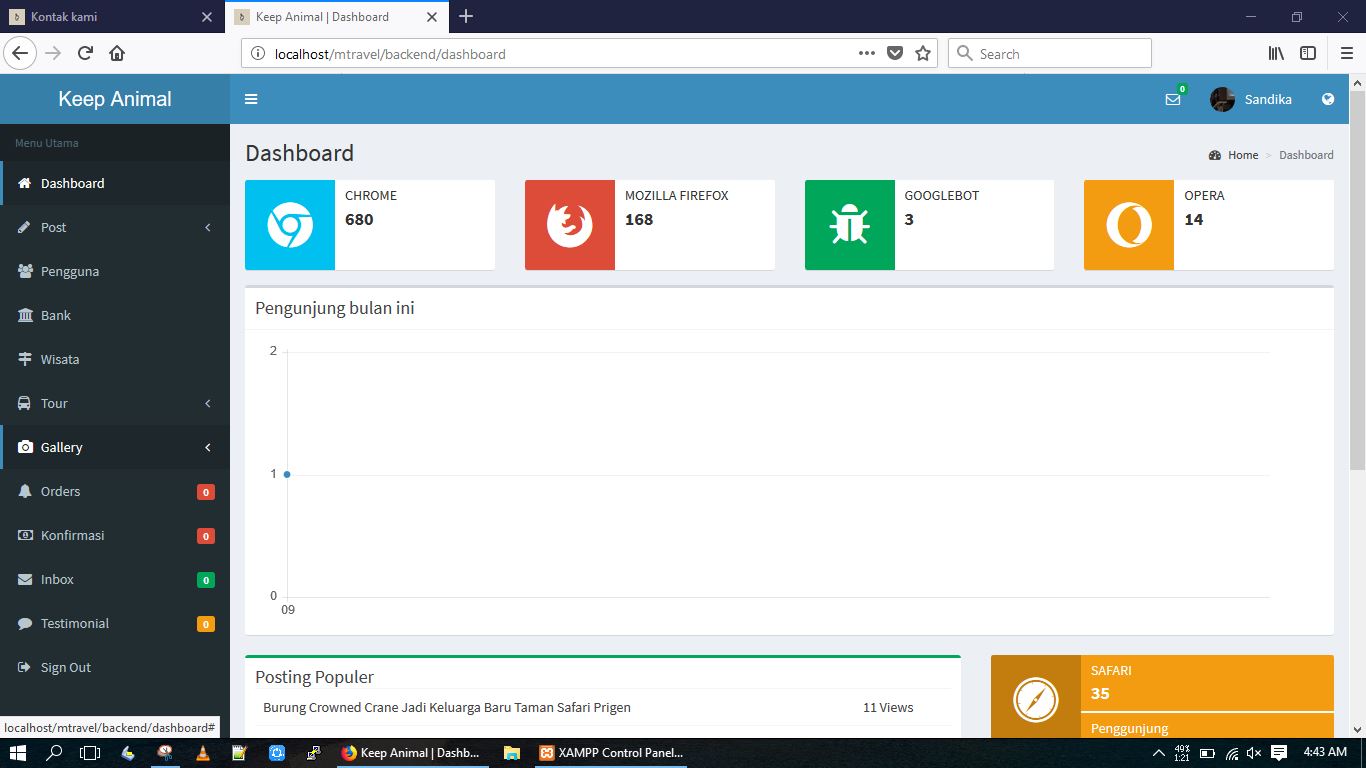 Kontak kami
Keep Animal | Dashboard
localhost/mtravel/backend/dashboard
Search
Keep Animal
0
Sandika
Menu Utama
Dashboard
Post
Pengguna
Bank
Wisata
Tour
Gallery
Orders 0
Konfirmasi 0
Inbox 0
Testimonial 0
Sign Out
Dashboard
Home > Dashboard
CHROME
680
MOZILLA FIREFOX
168
GOOGLEBOT
3
OPERA
14
Pengunjung bulan ini
2
1
0
09
Posting Populer
Burung Crowned Crane Jadi Keluarga Baru Taman Safari Prigen 11 Views
SAFARI
35
Penggunjung
localhost/mtravel/backend/dashboard#
Keep Animal | Dashb...
XAMPP Control Panel...
49%
1:21
4:43 AM